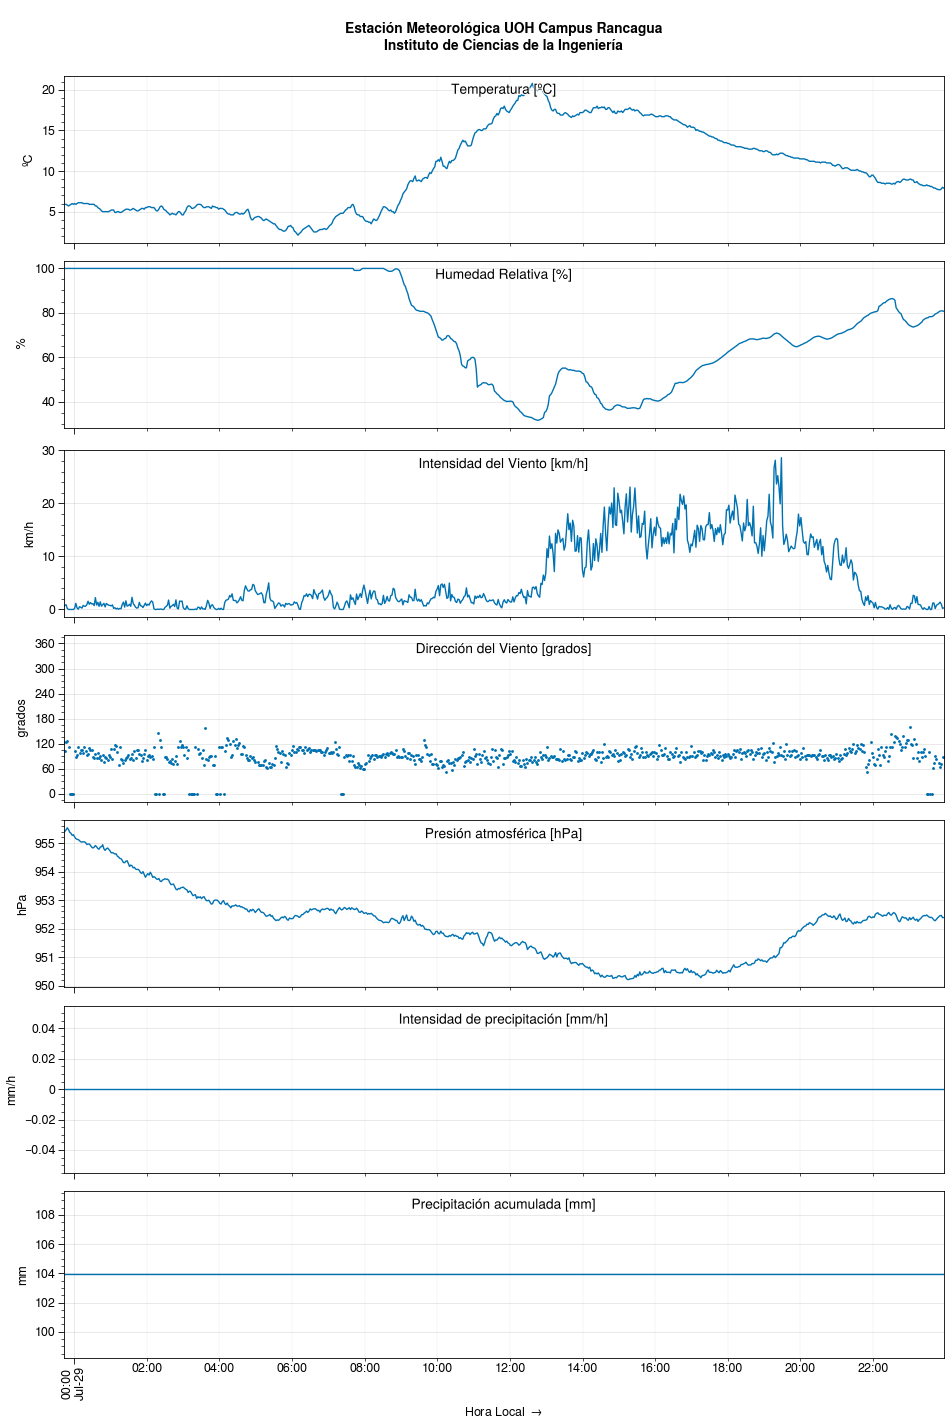 Estación Meteorológica UOH Campus Rancagua
Instituto de Ciencias de la Ingeniería
Temperatura [ºC]
ºC
20
15
10
5
Humedad Relativa [%]
%
100
80
60
40
Intensidad del Viento [km/h]
km/h
30
20
10
0
Dirección del Viento [grados]
grados
360
300
240
180
120
60
0
Presión atmosférica [hPa]
hPa
955
954
953
952
951
950
Intensidad de precipitación [mm/h]
mm/h
0.04
0.02
0
−0.02
−0.04
Precipitación acumulada [mm]
mm
108
106
104
102
100
00:00
Jul-29
02:00 04:00 06:00 08:00 10:00 12:00 14:00 16:00 18:00 20:00 22:00
Hora Local →